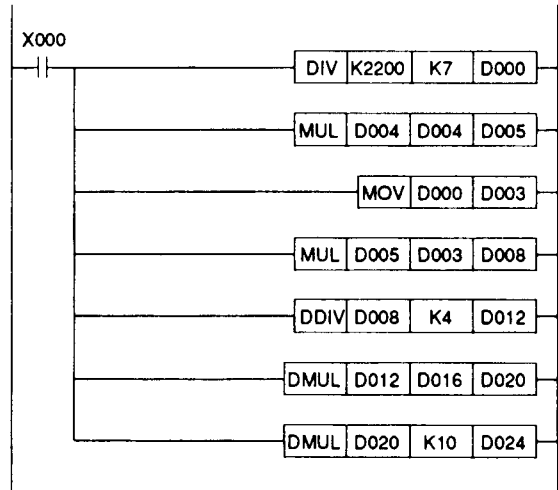 X000
DIV K2200 K7 D000
MUL D004 D004 D005
MOV D000 D003
MUL D005 D003 D008
DDIV D008 K4 D012
DMUL D012 D016 D020
DMUL D020 K10 D024